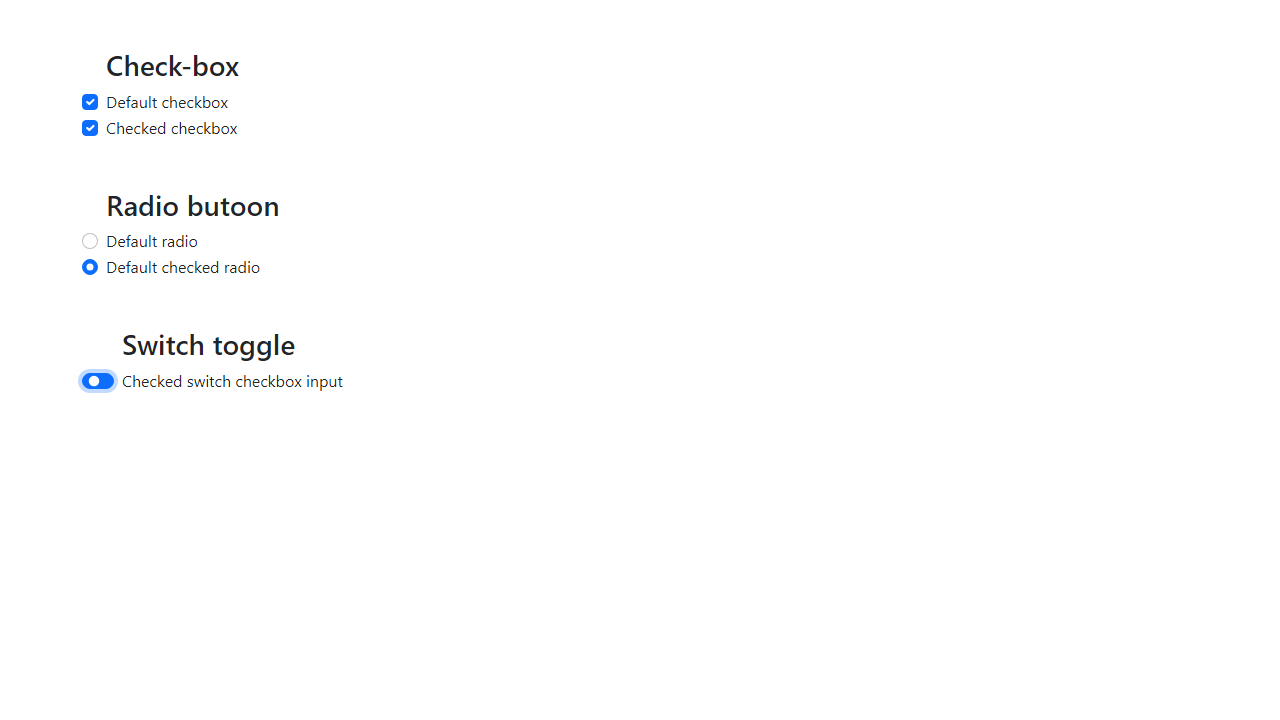 Check-box
Default checkbox
Checked checkbox
Radio butoon
Default radio
Default checked radio
Switch toggle
Checked switch checkbox input